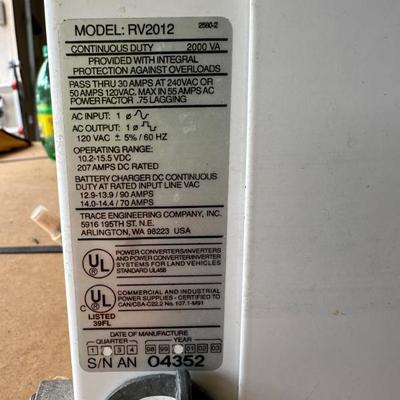 MODEL: RV2012 2560-2
CONTINUOUS DUTY 2000 VA
PROVIDED WITH INTEGRAL
PROTECTION AGAINST OVERLOADS
PASS THRU 30 AMPS AT 240VAC OR
50 AMPS 120VAC. MAX IN 55 AMPS AC
POWER FACTOR .75 LAGGING
AC INPUT: 1 ø
AC OUTPUT: 1 ø
120 VAC ± 5% / 60 HZ
OPERATING RANGE:
10.2-15.5 VDC
207 AMPS DC RATED
BATTERY CHARGER DC CONTINUOUS
DUTY AT RATED INPUT LINE VAC
12.9-13.9 / 90 AMPS
14.0-14.4 / 70 AMPS
TRACE ENGINEERING COMPANY, INC.
5916 195TH ST. N.E.
ARLINGTON, WA 98223 USA
UL
POWER CONVERTERS/INVERTERS
AND POWER CONVERTER/INVERTER
SYSTEMS FOR LAND VEHICLES
STANDARD UL458
C UL
LISTED
39FL
COMMERCIAL AND INDUSTRIAL
POWER SUPPLIES - CERTIFIED TO
CAN/CSA-C22.2 No. 107.1-M91
DATE OF MANUFACTURE
QUARTER YEAR
1 3 4 98 99 01 02 03
S/N AN 04352